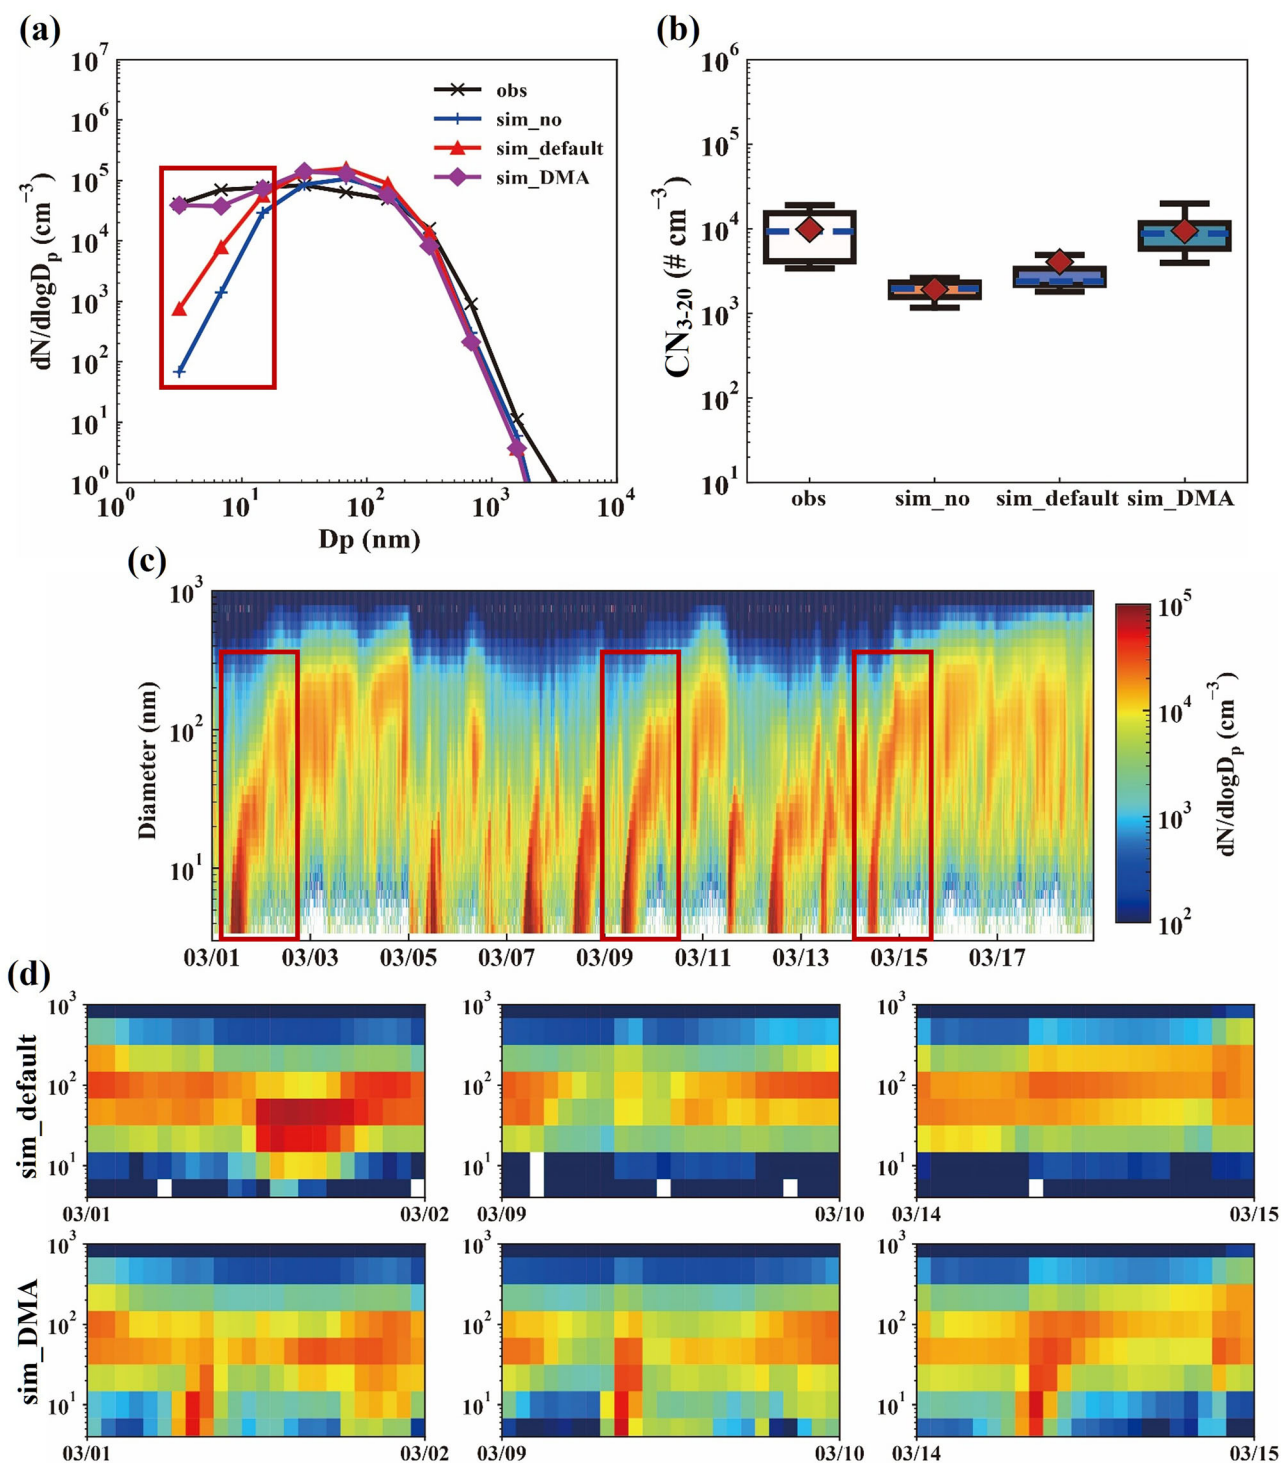 (a)
10^7
10^6
10^5
10^4
10^3
10^2
10^1
10^0
dN/dlogD_p (cm^−3)
obs
sim_no
sim_default
sim_DMA
10^0 10^1 10^2 10^3 10^4
Dp (nm)
(b)
10^6
10^5
10^4
10^3
10^2
10^1
CN_3-20 (# cm^−3)
obs sim_no sim_default sim_DMA
(c)
10^3
10^2
10^1
Diameter (nm)
03/01 03/03 03/05 03/07 03/09 03/11 03/13 03/15 03/17
10^5
10^4
10^3
10^2
dN/dlogD_p (cm^−3)
(d)
sim_default
10^3
10^2
10^1
03/01 03/02
10^3
10^2
10^1
03/09 03/10
10^3
10^2
10^1
03/14 03/15
sim_DMA
10^3
10^2
10^1
03/01 03/02
10^3
10^2
10^1
03/09 03/10
10^3
10^2
10^1
03/14 03/15